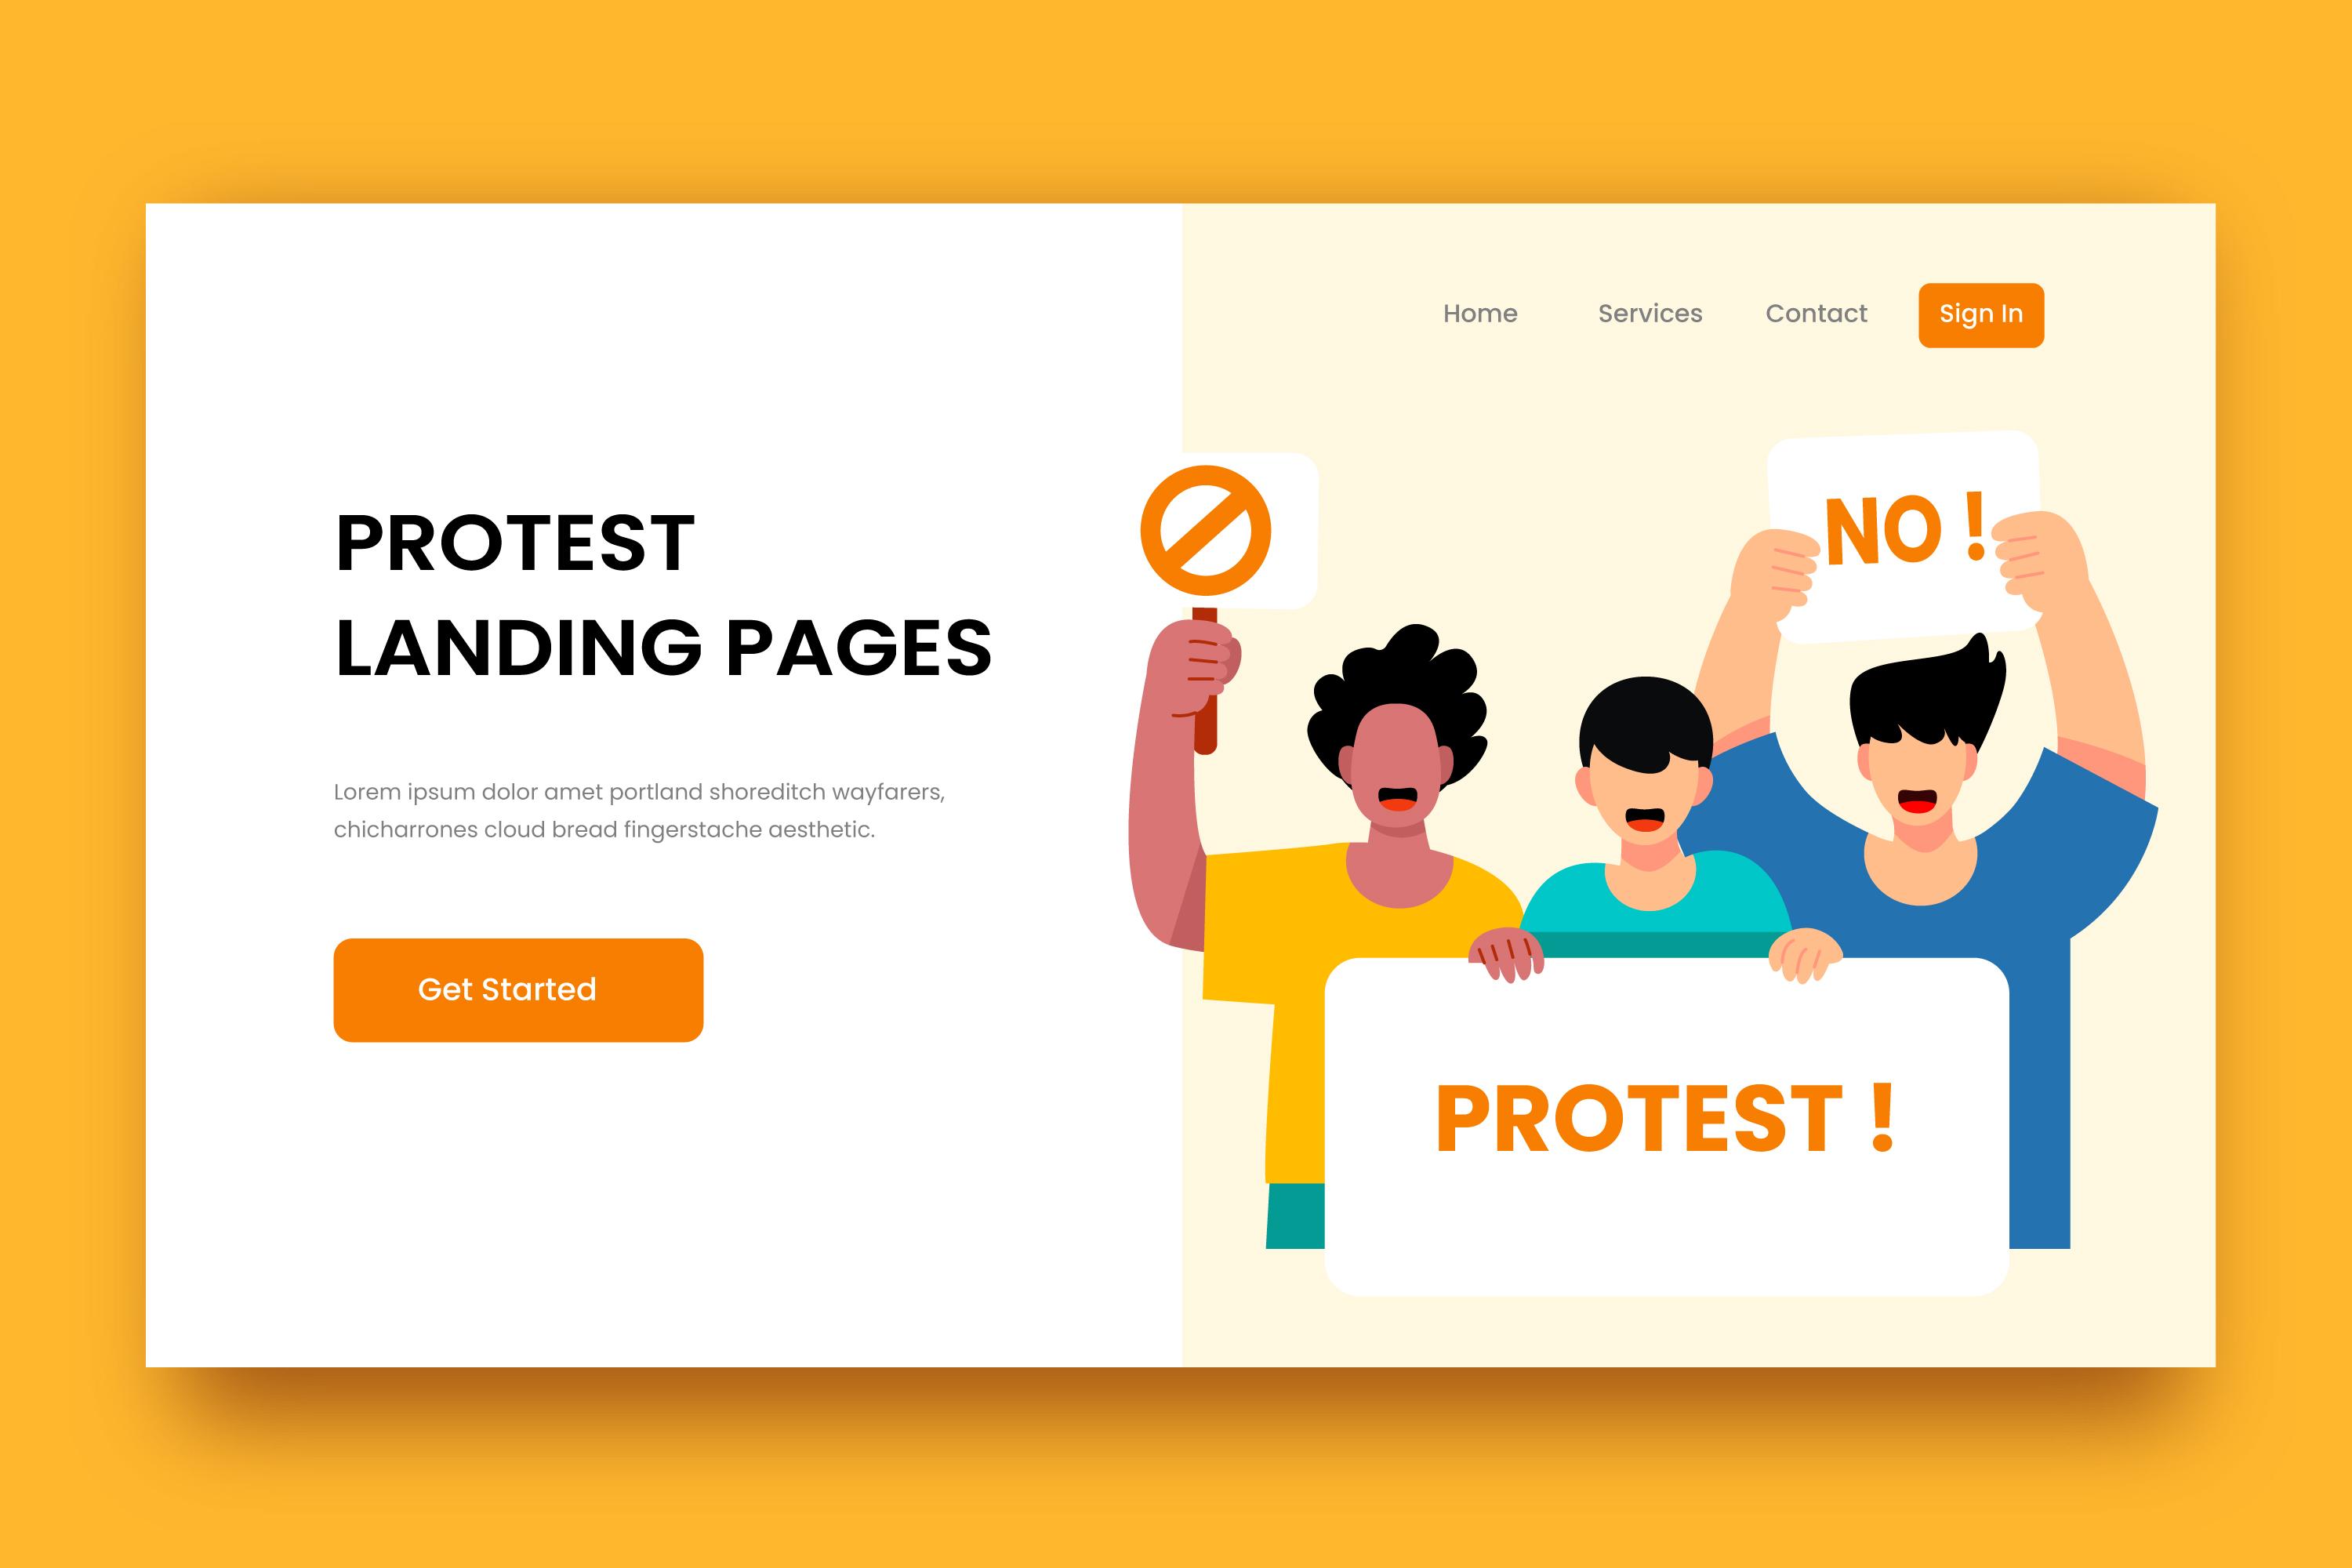 Home Services Contact Sign In
NO !
PROTEST
LANDING PAGES
Lorem ipsum dolor amet portland shoreditch wayfarers,
chicharrones cloud bread fingerstache aesthetic.
Get Started
PROTEST !